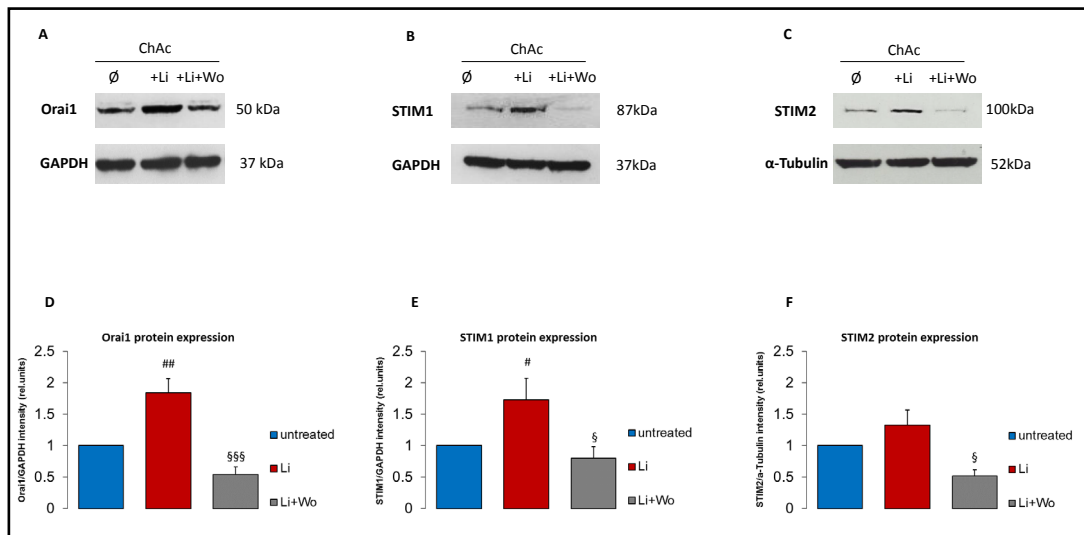 A
ChAc
Ø +Li +Li+Wo
Orai1 50 kDa
GAPDH 37 kDa
B
ChAc
Ø +Li +Li+Wo
STIM1 87kDa
GAPDH 37kDa
C
ChAc
Ø +Li +Li+Wo
STIM2 100kDa
α-Tubulin 52kDa
D
Orai1 protein expression
Orai1/GAPDH intensity (rel.units)
2.5
2
1.5
1
0.5
0
##
§§§
untreated
Li
Li+Wo
E
STIM1 protein expression
STIM1/GAPDH intensity (rel.units)
2.5
2
1.5
1
0.5
0
#
§
untreated
Li
Li+Wo
F
STIM2 protein expression
STIM2/a-Tubulin intensity (rel.units)
2.5
2
1.5
1
0.5
0
§
untreated
Li
Li+Wo